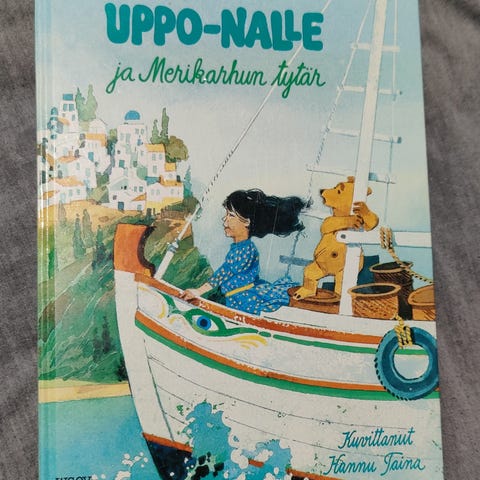 UPPO-NALLE
ja Merikarhun tytär
Kuvittanut
Hannu Taina